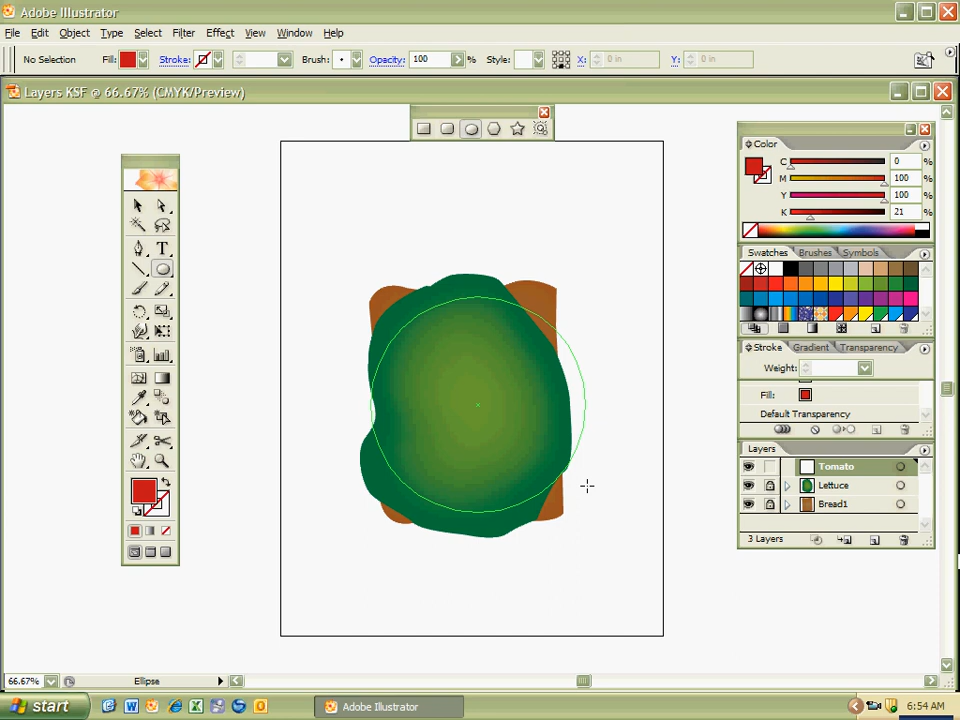 Adobe Illustrator
File Edit Object Type Select Filter Effect View Window Help
No Selection Fill: Stroke: Brush: Opacity: 100 % Style: X: 0 in Y: 0 in
Layers KSF @ 66.67% (CMYK/Preview)
Color
C 0 %
M 100 %
Y 100 %
K 21 %
Swatches Brushes Symbols
Stroke Gradient Transparency
Weight:
Fill:
Default Transparency
Layers
Tomato
Lettuce
Bread1
3 Layers
66.67% Ellipse
start Adobe Illustrator 6:54 AM